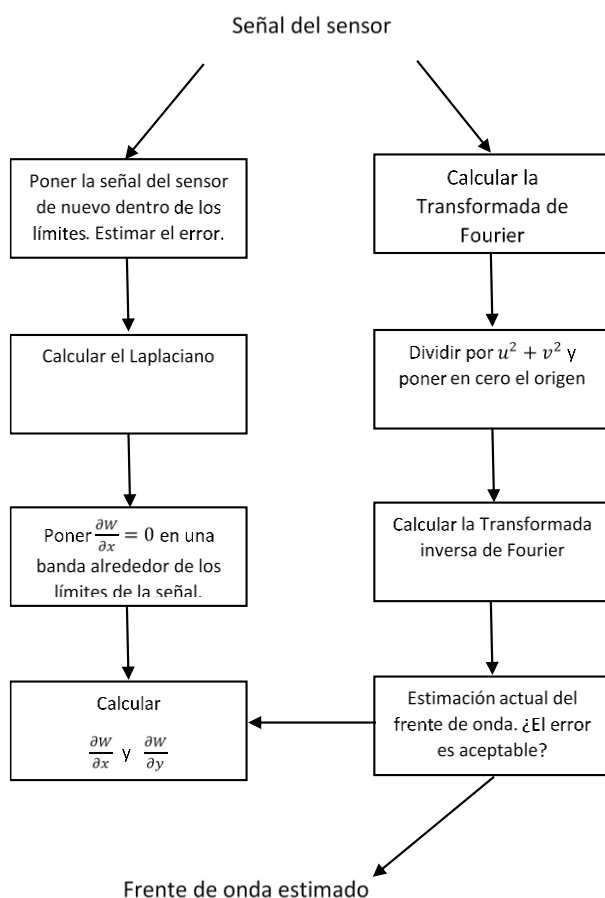 Señal del sensor
Poner la señal del sensor
de nuevo dentro de los
límites. Estimar el error.
Calcular el Laplaciano
Poner ∂W/∂x = 0 en una
banda alrededor de los
límites de la señal.
Calcular
∂W/∂x y ∂W/∂y
Calcular la
Transformada de
Fourier
Dividir por u² + v² y
poner en cero el origen
Calcular la Transformada
inversa de Fourier
Estimación actual del
frente de onda. ¿El error
es aceptable?
Frente de onda estimado